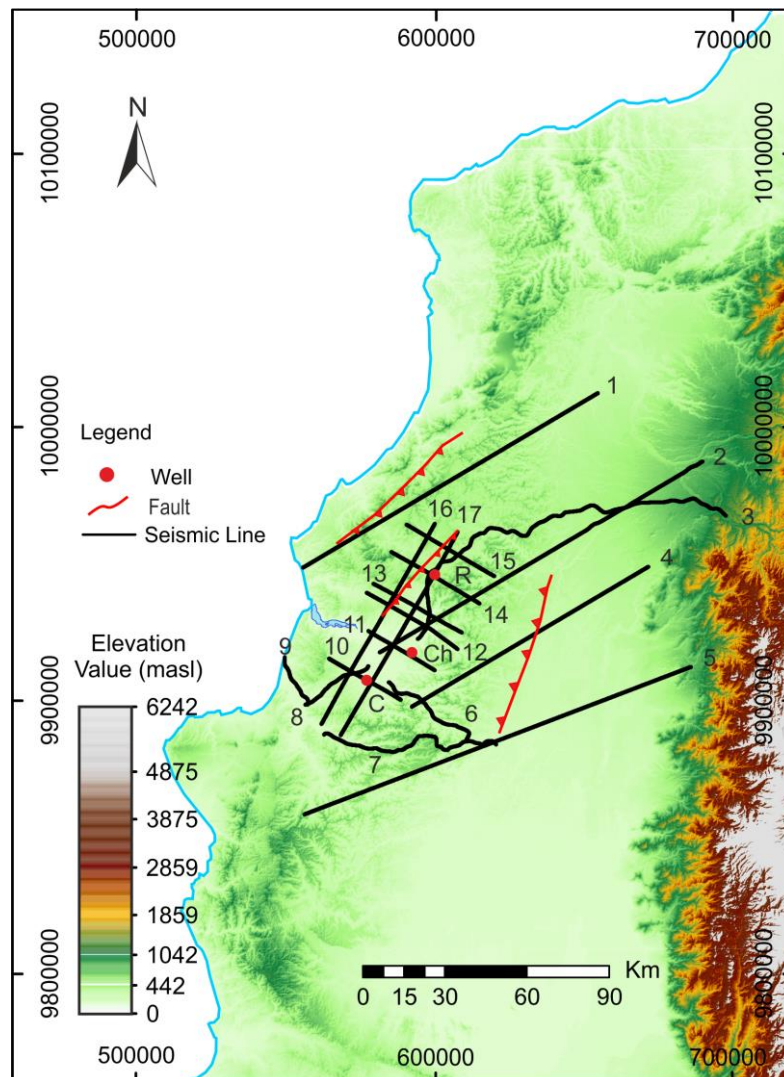 500000 600000 700000
N
10100000 10100000
10000000 10000000
9900000 9900000
9800000 9800000
1
2
3
4
5
6
7
8
9
10
11
12
13
14
15
16
17
R
Ch
C
Legend
Well
Fault
Seismic Line
Elevation
Value (masl)
6242
4875
3875
2859
1859
1042
442
0
Km
0 15 30 60 90
500000 600000 700000